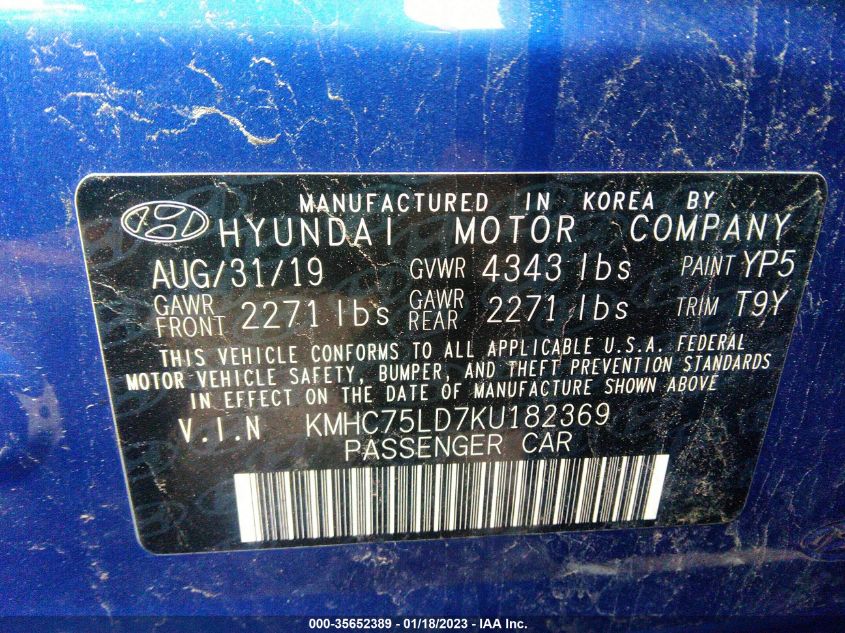 MANUFACTURED IN KOREA BY
HYUNDAI MOTOR COMPANY
AUG/31/19 GVWR 4343 lbs PAINT YP5
GAWR FRONT 2271 lbs GAWR REAR 2271 lbs TRIM T9Y
THIS VEHICLE CONFORMS TO ALL APPLICABLE U.S.A. FEDERAL
MOTOR VEHICLE SAFETY, BUMPER, AND THEFT PREVENTION STANDARDS
IN EFFECT ON THE DATE OF MANUFACTURE SHOWN ABOVE
V.I.N KMHC75LD7KU182369
PASSENGER CAR
000-35652389 - 01/18/2023 - IAA Inc.